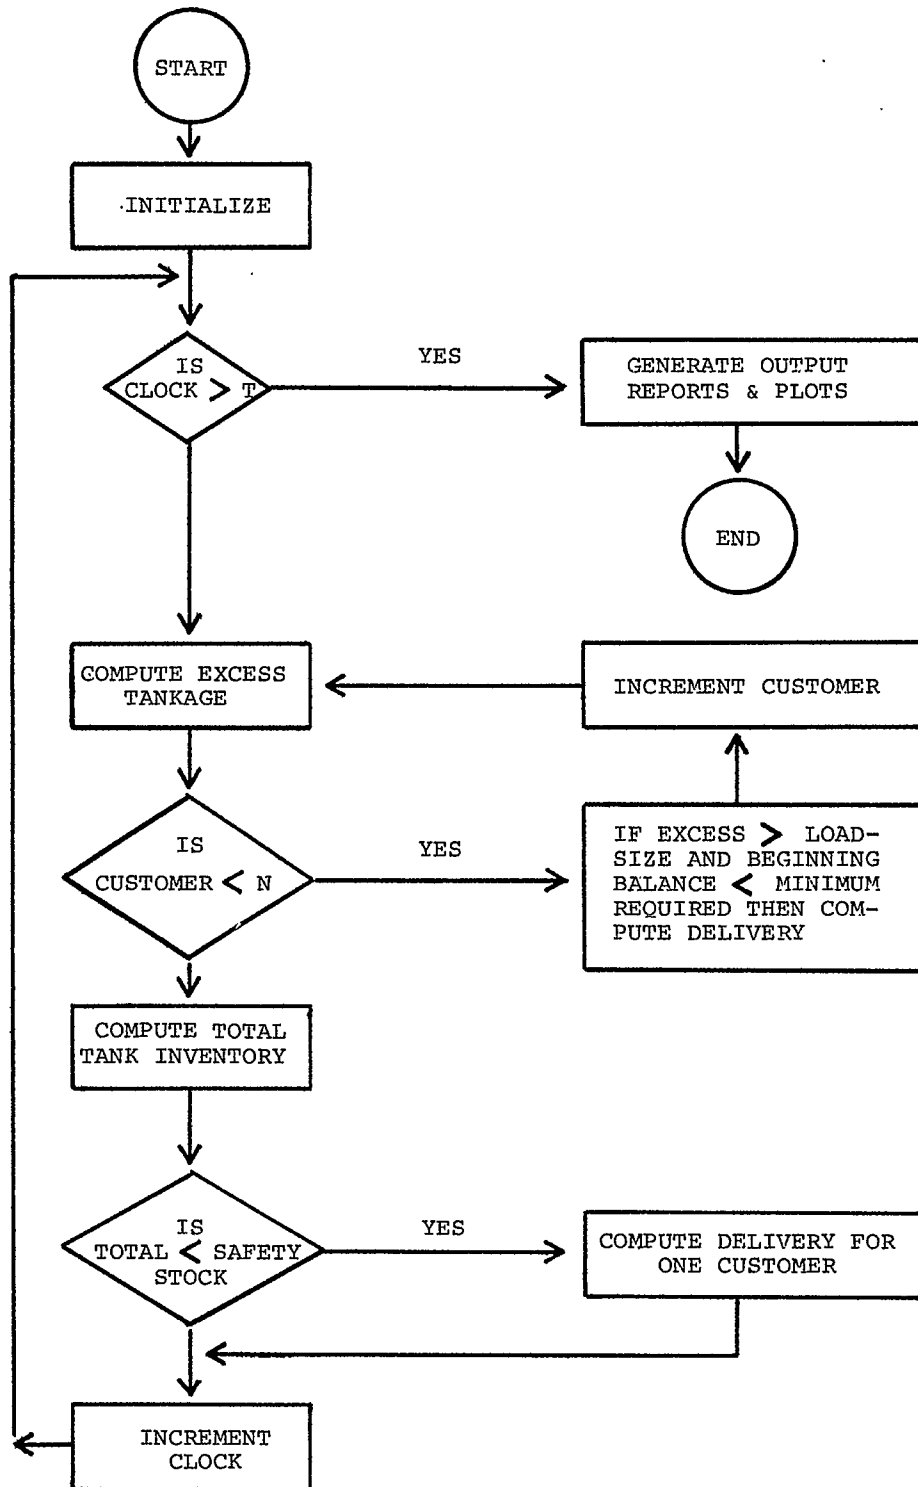 START
INITIALIZE
IS
CLOCK > T
YES
GENERATE OUTPUT
REPORTS & PLOTS
END
COMPUTE EXCESS
TANKAGE
INCREMENT CUSTOMER
IS
CUSTOMER < N
YES
IF EXCESS > LOAD-
SIZE AND BEGINNING
BALANCE < MINIMUM
REQUIRED THEN COM-
PUTE DELIVERY
COMPUTE TOTAL
TANK INVENTORY
IS
TOTAL < SAFETY
STOCK
YES
COMPUTE DELIVERY FOR
ONE CUSTOMER
INCREMENT
CLOCK